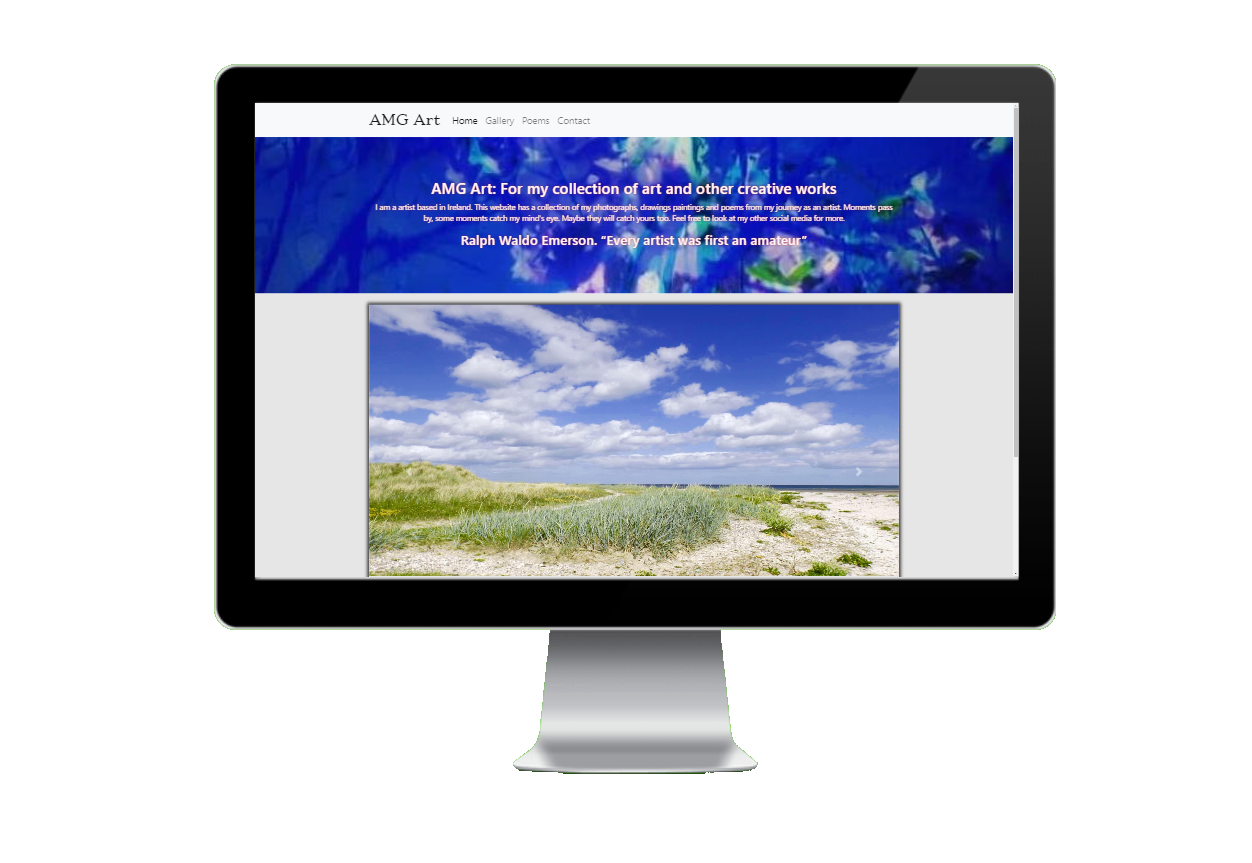 AMG Art Home Gallery Poems Contact
AMG Art: For my collection of art and other creative works
I am a artist based in Ireland. This website has a collection of my photographs, drawings paintings and poems from my journey as an artist. Moments pass
by, some moments catch my mind's eye. Maybe they will catch yours too. Feel free to look at my other social media for more.
Ralph Waldo Emerson. “Every artist was first an amateur”